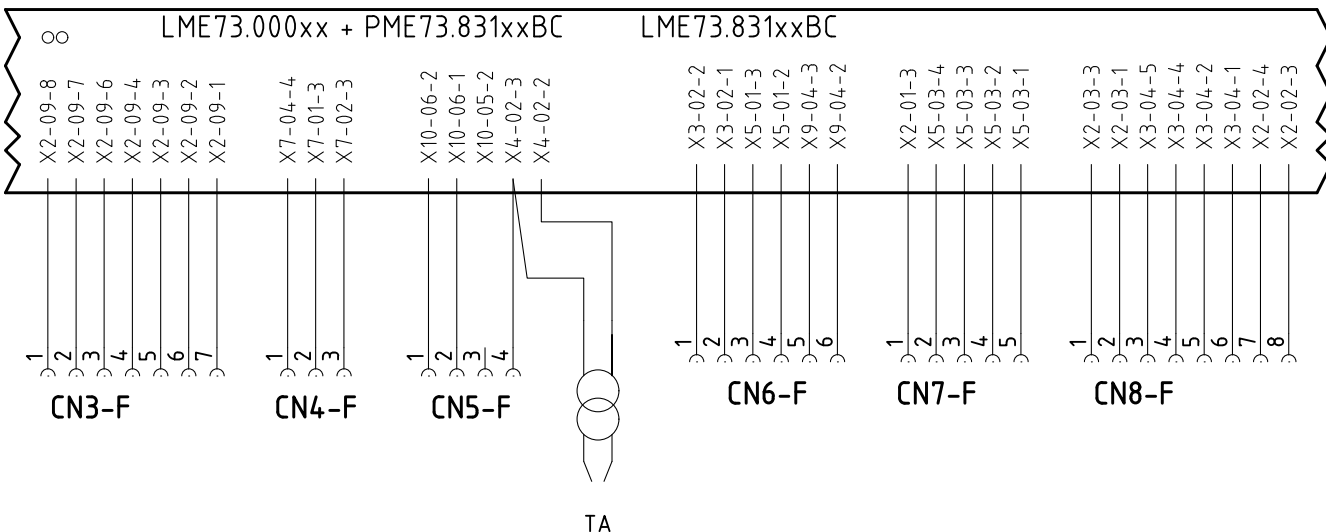 LME73.000xx + PME73.831xxBC LME73.831xxBC
X2-09-8 X2-09-7 X2-09-6 X2-09-4 X2-09-3 X2-09-2 X2-09-1 X7-04-4 X7-01-3 X7-02-3 X10-06-2 X10-06-1 X10-05-2 X4-02-3 X4-02-2 X3-02-2 X3-02-1 X5-01-3 X5-01-2 X9-04-3 X9-04-2 X2-01-3 X5-03-4 X5-03-3 X5-03-2 X5-03-1 X2-03-3 X2-03-1 X3-04-5 X3-04-4 X3-04-2 X3-04-1 X2-02-4 X2-02-3
1 2 3 4 5 6 7 1 2 3 1 2 3 4 1 2 3 4 5 6 1 2 3 4 5 1 2 3 4 5 6 7 8
CN3-F CN4-F CN5-F CN6-F CN7-F CN8-F
TA